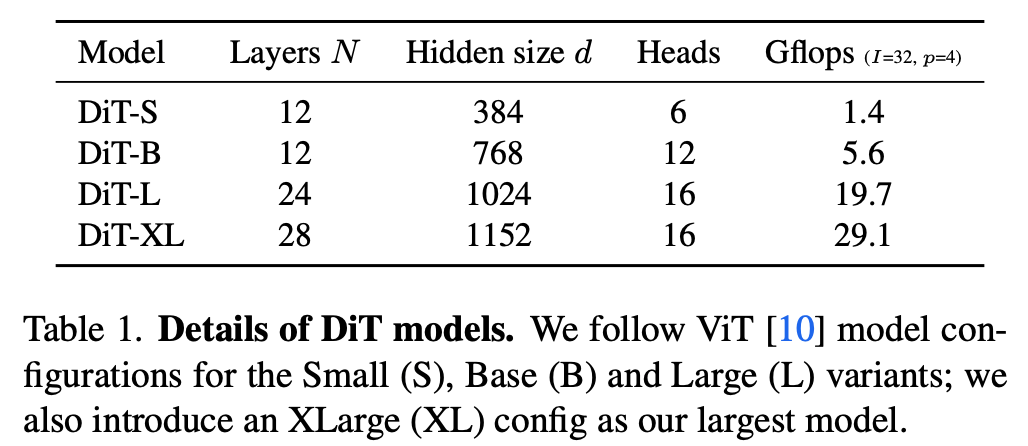 Model Layers N Hidden size d Heads Gflops (I=32, p=4)
DiT-S 12 384 6 1.4
DiT-B 12 768 12 5.6
DiT-L 24 1024 16 19.7
DiT-XL 28 1152 16 29.1
Table 1. Details of DiT models. We follow ViT [10] model con-
figurations for the Small (S), Base (B) and Large (L) variants; we
also introduce an XLarge (XL) config as our largest model.